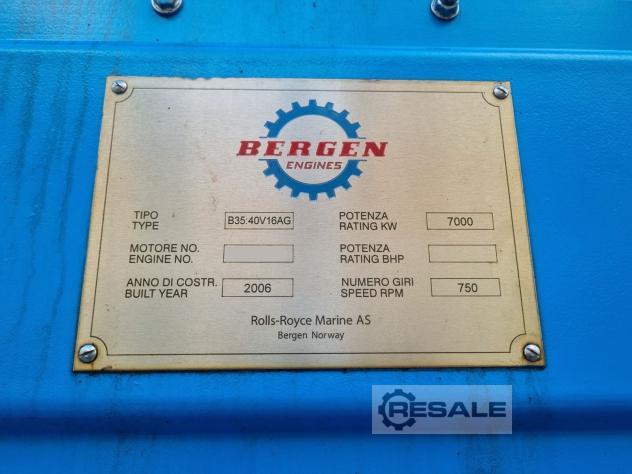 BERGEN
ENGINES
TIPO
TYPE
B35:40V16AG
POTENZA
RATING KW
7000
MOTORE NO.
ENGINE NO.
POTENZA
RATING BHP
ANNO DI COSTR.
BUILT YEAR
2006
NUMERO GIRI
SPEED RPM
750
Rolls-Royce Marine AS
Bergen Norway
RESALE